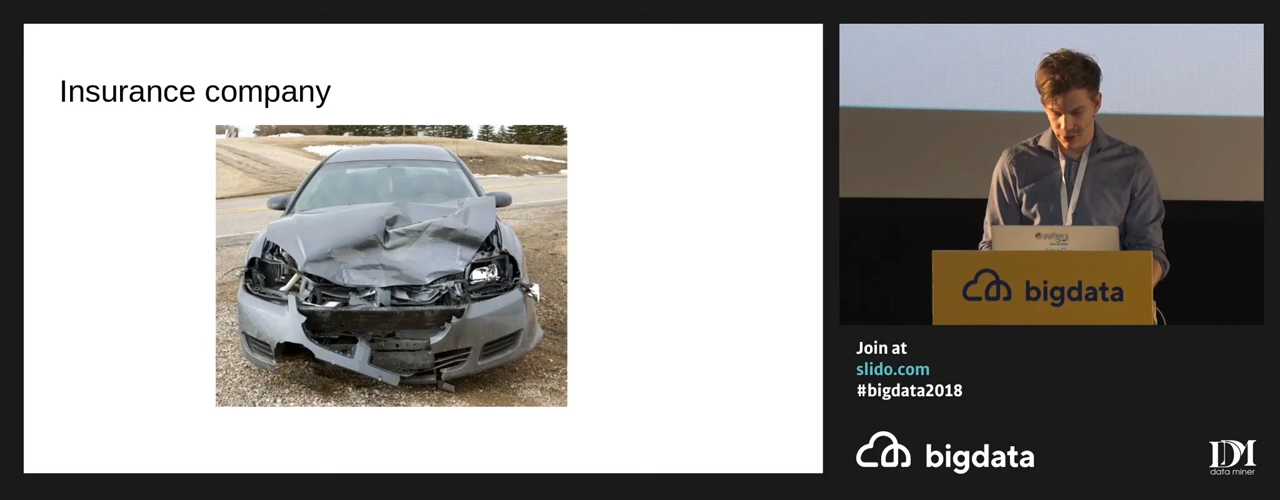 Insurance company
bigdata
Join at
slido.com
#bigdata2018
bigdata
DM
data miner